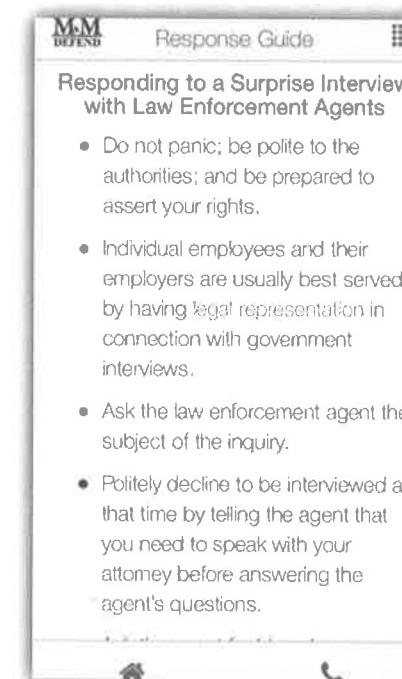 M·M
DEFEND
Response Guide
Responding to a Surprise Interview
with Law Enforcement Agents
• Do not panic; be polite to the
authorities; and be prepared to
assert your rights.
• Individual employees and their
employers are usually best served
by having legal representation in
connection with government
interviews.
• Ask the law enforcement agent the
subject of the inquiry.
• Politely decline to be interviewed a
that time by telling the agent that
you need to speak with your
attorney before answering the
agent's questions.